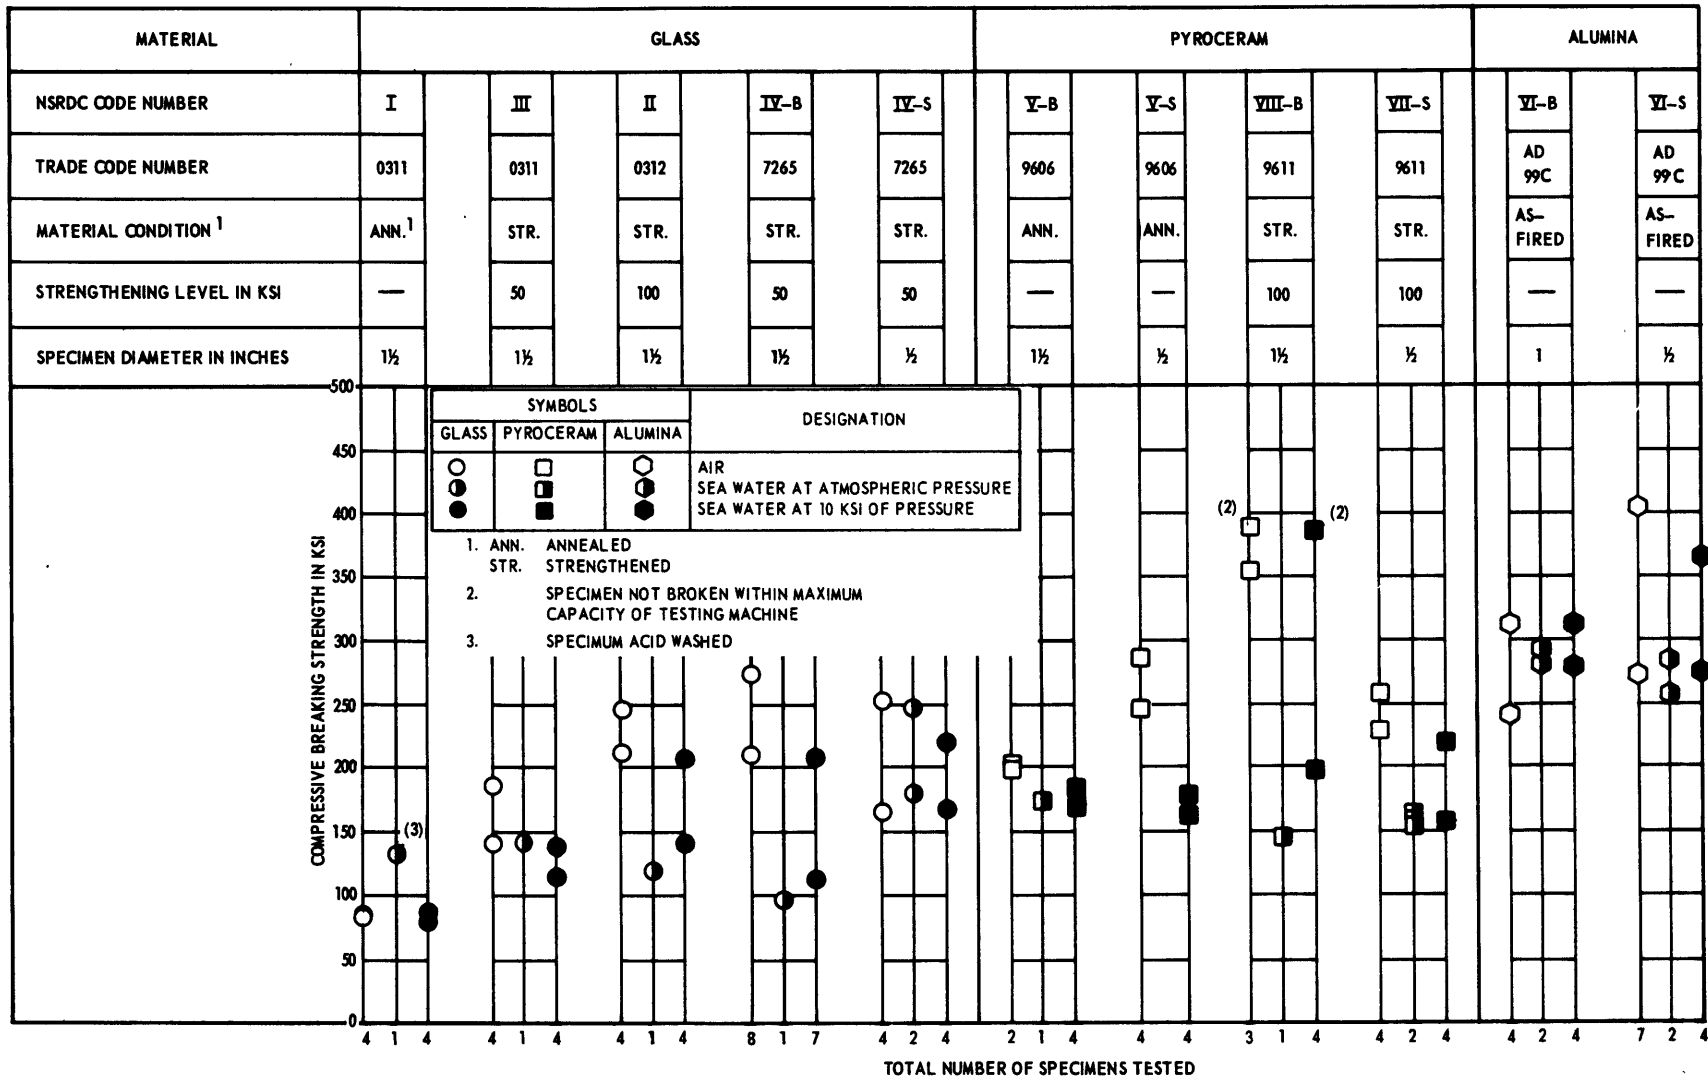 MATERIAL GLASS PYROCERAM ALUMINA
NSRDC CODE NUMBER I III II IV-B IV-S V-B V-S VIII-B VII-S VI-B VI-S
TRADE CODE NUMBER 0311 0311 0312 7265 7265 9606 9606 9611 9611 AD 99C AD 99C
MATERIAL CONDITION 1 ANN.1 STR. STR. STR. STR. ANN. ANN. STR. STR. AS-FIRED AS-FIRED
STRENGTHENING LEVEL IN KSI — 50 100 50 50 — — 100 100 — —
SPECIMEN DIAMETER IN INCHES 1½ 1½ 1½ 1½ ½ 1½ ½ 1½ ½ 1 ½
COMPRESSIVE BREAKING STRENGTH IN KSI
500
450
400
350
300
250
200
150
100
50
0
SYMBOLS DESIGNATION
GLASS PYROCERAM ALUMINA
AIR
SEA WATER AT ATMOSPHERIC PRESSURE
SEA WATER AT 10 KSI OF PRESSURE
1. ANN. ANNEALED
STR. STRENGTHENED
2. SPECIMEN NOT BROKEN WITHIN MAXIMUM
CAPACITY OF TESTING MACHINE
3. SPECIMUM ACID WASHED
(2) (2)
(3)
4 1 4 4 1 4 4 1 4 8 1 7 4 2 4 2 1 4 4 4 3 1 4 4 2 4 4 2 4 7 2 4
TOTAL NUMBER OF SPECIMENS TESTED